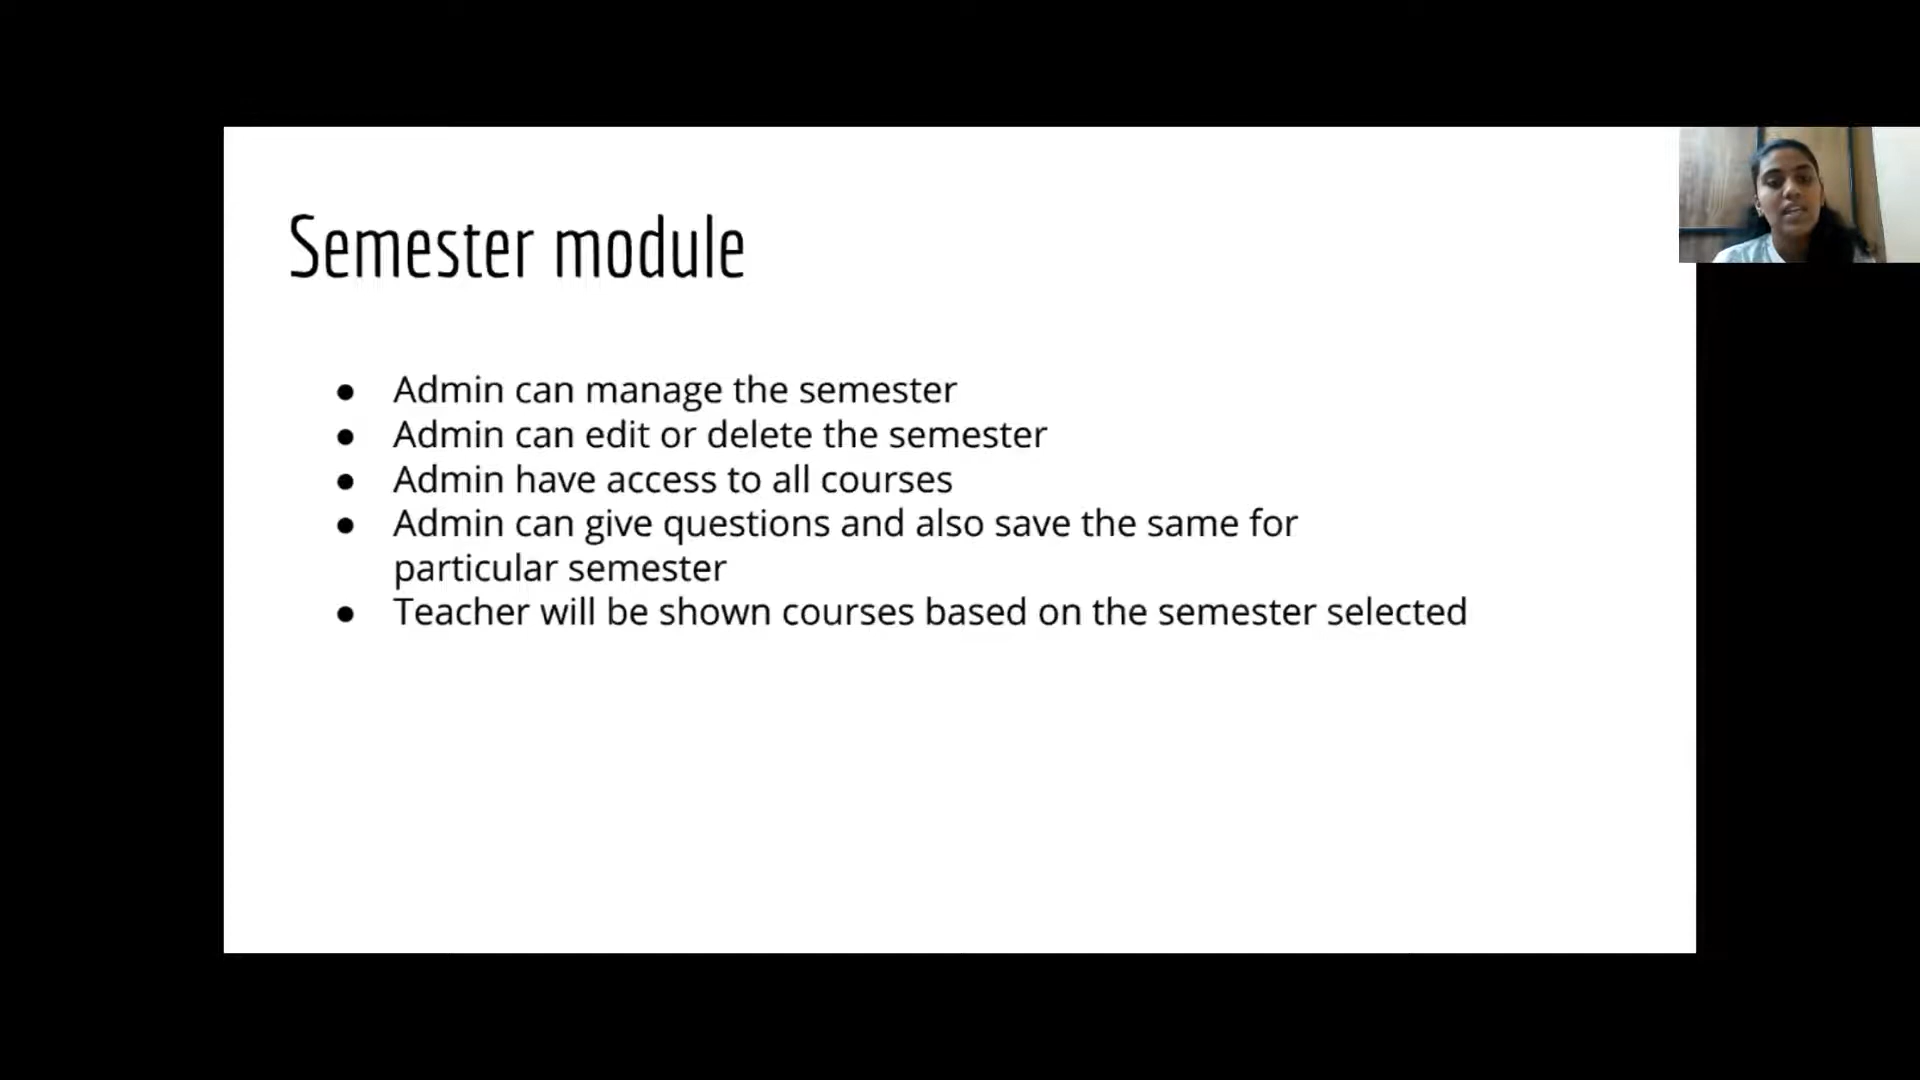 Semester module
● Admin can manage the semester
● Admin can edit or delete the semester
● Admin have access to all courses
● Admin can give questions and also save the same for
particular semester
● Teacher will be shown courses based on the semester selected